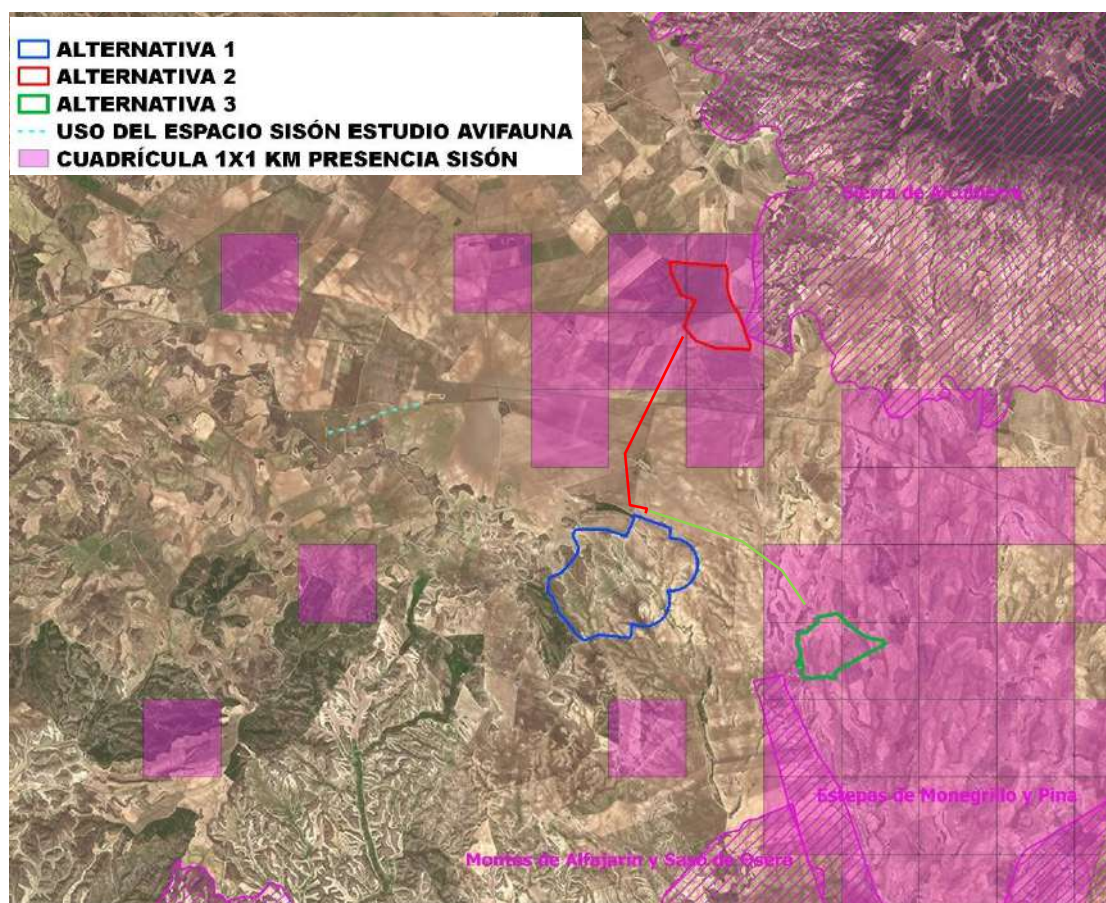 ALTERNATIVA 1
ALTERNATIVA 2
ALTERNATIVA 3
USO DEL ESPACIO SISÓN ESTUDIO AVIFAUNA
CUADRÍCULA 1X1 KM PRESENCIA SISÓN
Sierra de Alcubierre
Estepas de Monegrillo y Pina
Montes de Alfajarín y Saso de Osera